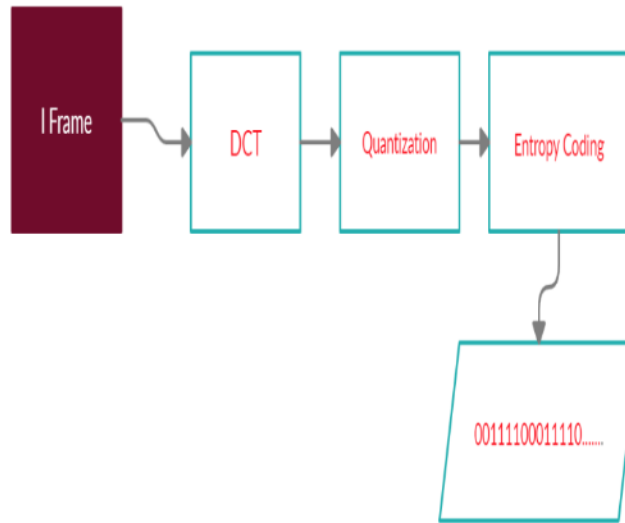 I Frame
DCT
Quantization
Entropy Coding
00111100011110.......